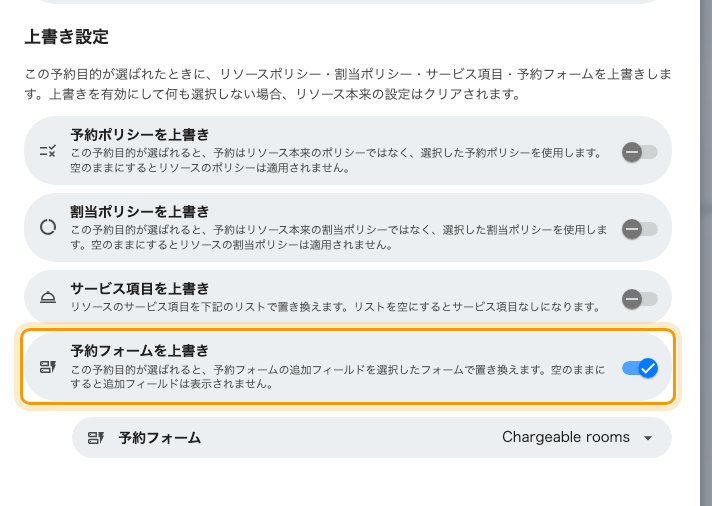 上書き設定
この予約目的が選ばれたときに、リソースポリシー・割当ポリシー・サービス項目・予約フォームを上書きしま
す。上書きを有効にして何も選択しない場合、リソース本来の設定はクリアされます。
予約ポリシーを上書き
この予約目的が選ばれると、予約はリソース本来のポリシーではなく、選択した予約ポリシーを使用します。
空のままにするとリソースのポリシーは適用されません。
割当ポリシーを上書き
この予約目的が選ばれると、予約はリソース本来の割当ポリシーではなく、選択した割当ポリシーを使用しま
す。空のままにするとリソースの割当ポリシーは適用されません。
サービス項目を上書き
リソースのサービス項目を下記のリストで置き換えます。リストを空にするとサービス項目なしになります。
予約フォームを上書き
この予約目的が選ばれると、予約フォームの追加フィールドを選択したフォームで置き換えます。空のままに
すると追加フィールドは表示されません。
予約フォーム Chargeable rooms